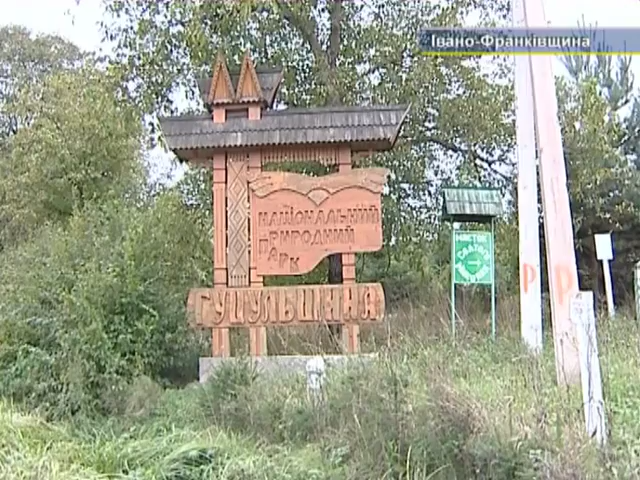 Івано-Франківщина
НАЦІОНАЛЬНИЙ
ПРИРОДНИЙ
ПАРК
ГУЦУЛЬЩИНА
Р
Р